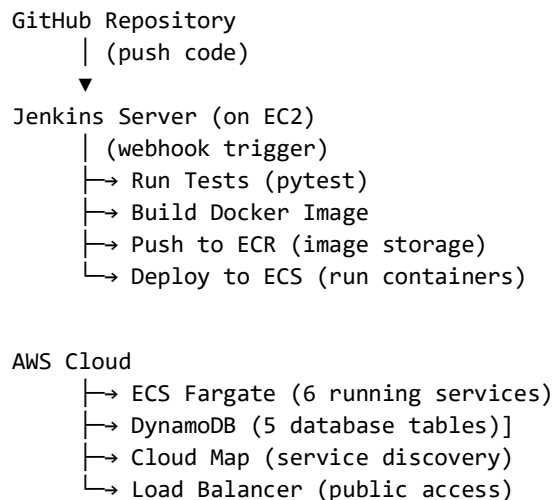 GitHub Repository
│ (push code)
▼
Jenkins Server (on EC2)
│ (webhook trigger)
├─→ Run Tests (pytest)
├─→ Build Docker Image
├─→ Push to ECR (image storage)
└─→ Deploy to ECS (run containers)
AWS Cloud
├─→ ECS Fargate (6 running services)
├─→ DynamoDB (5 database tables)]
├─→ Cloud Map (service discovery)
└─→ Load Balancer (public access)